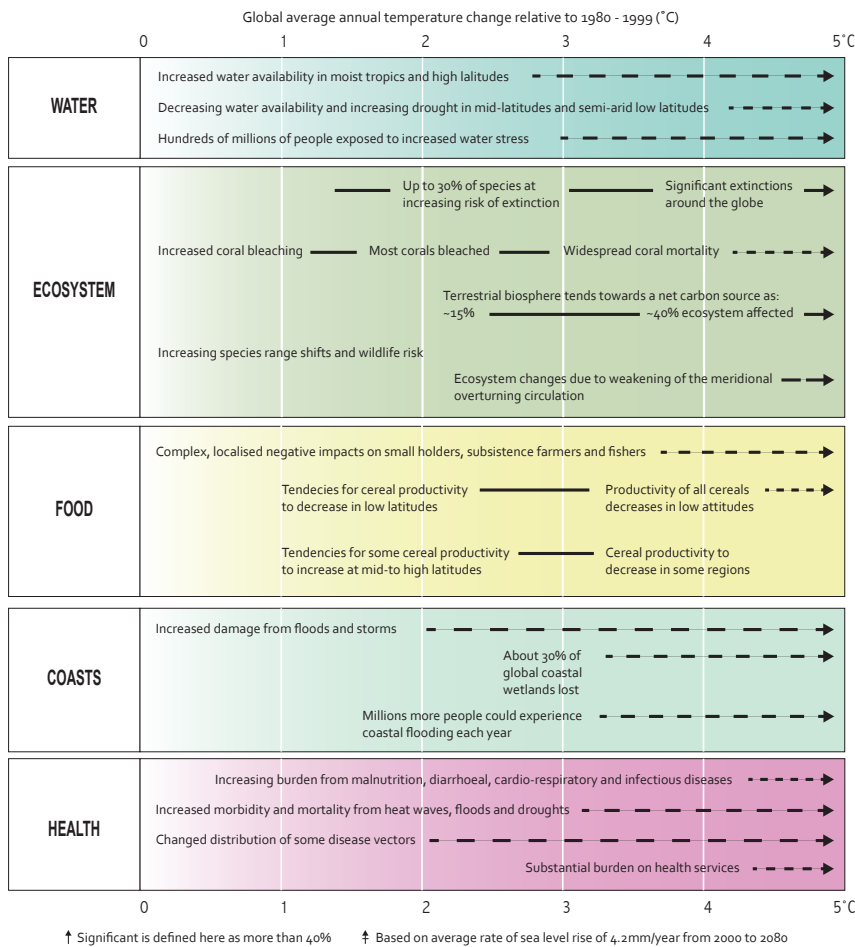 Global average annual temperature change relative to 1980 - 1999 (˚C)
0 1 2 3 4 5˚C
WATER
Increased water availability in moist tropics and high lalitudes
Decreasing water availability and increasing drought in mid-latitudes and semi-arid low latitudes
Hundreds of millions of people exposed to increased water stress
ECOSYSTEM
Up to 30% of species at
increasing risk of extinction
Significant extinctions
around the globe
Increased coral bleaching
Most corals bleached
Widespread coral mortality
Terrestrial biosphere tends towards a net carbon source as:
~15%
~40% ecosystem affected
Increasing species range shifts and wildlife risk
Ecosystem changes due to weakening of the meridional
overturning circulation
FOOD
Complex, localised negative impacts on small holders, subsistence farmers and fishers
Tendecies for cereal productivity
to decrease in low latitudes
Productivity of all cereals
decreases in low attitudes
Tendencies for some cereal productivity
to increase at mid-to high latitudes
Cereal productivity to
decrease in some regions
COASTS
Increased damage from floods and storms
About 30% of
global coastal
wetlands lost
Millions more people could experience
coastal flooding each year
HEALTH
Increasing burden from malnutrition, diarrhoeal, cardio-respiratory and infectious diseases
Increased morbidity and mortality from heat waves, floods and droughts
Changed distribution of some disease vectors
Substantial burden on health services
0 1 2 3 4 5˚C
† Significant is defined here as more than 40% ‡ Based on average rate of sea level rise of 4.2mm/year from 2000 to 2080